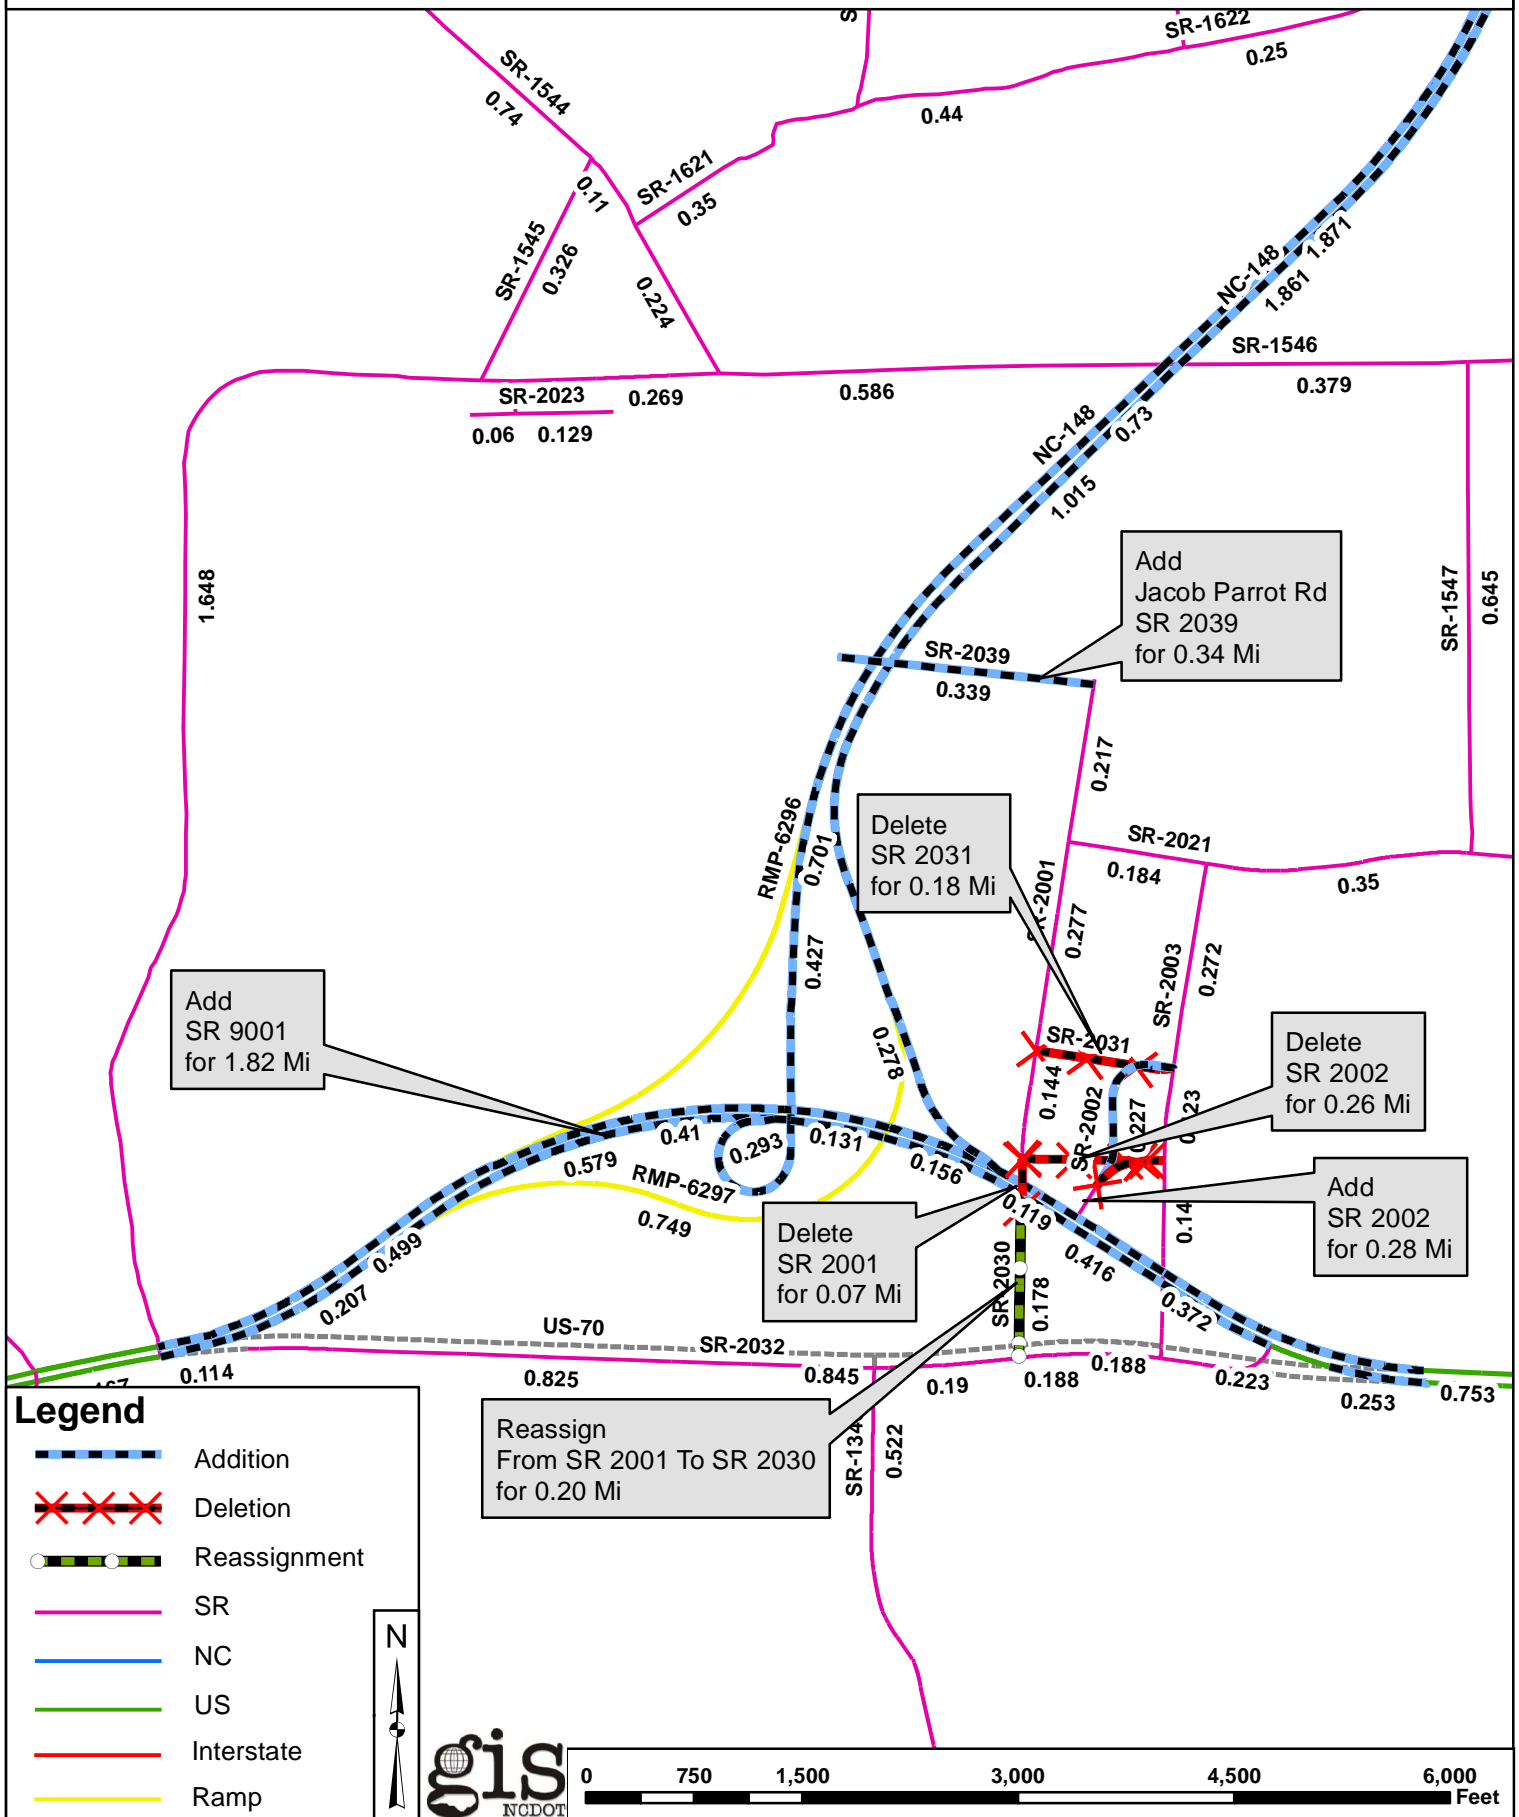 S
SR-1622
0.25
SR-1544
0.74
0.44
SR-1621
0.35
0.11
SR-1545
0.326
0.224
NC-148
1.871
1.861
SR-1546
0.379
SR-2023
0.269
0.586
0.06
0.129
NC-148
0.73
1.015
1.648
Add
Jacob Parrot Rd
SR 2039
for 0.34 Mi
SR-1547
0.645
SR-2039
0.339
0.217
RMP-6296
0.701
Delete
SR 2031
for 0.18 Mi
SR-2021
0.184
0.35
SR-2001
0.277
0.427
SR-2003
0.272
Add
SR 9001
for 1.82 Mi
0.278
SR-2031
Delete
SR 2002
for 0.26 Mi
0.144
SR-2002
0.227
0.41
0.293
0.131
0.156
0.579
RMP-6297
0.749
Add
SR 2002
for 0.28 Mi
0.119
0.14
Delete
SR 2001
for 0.07 Mi
0.499
0.207
SR-2030
0.178
0.416
0.372
US-70
SR-2032
0.114
0.825
0.845
0.19
0.188
0.188
0.223
0.253
0.753
Reassign
From SR 2001 To SR 2030
for 0.20 Mi
SR-134
0.522
Legend
Addition
Deletion
Reassignment
SR
NC
US
Interstate
Ramp
N
gis
NCDOT
0 750 1,500 3,000 4,500 6,000
Feet